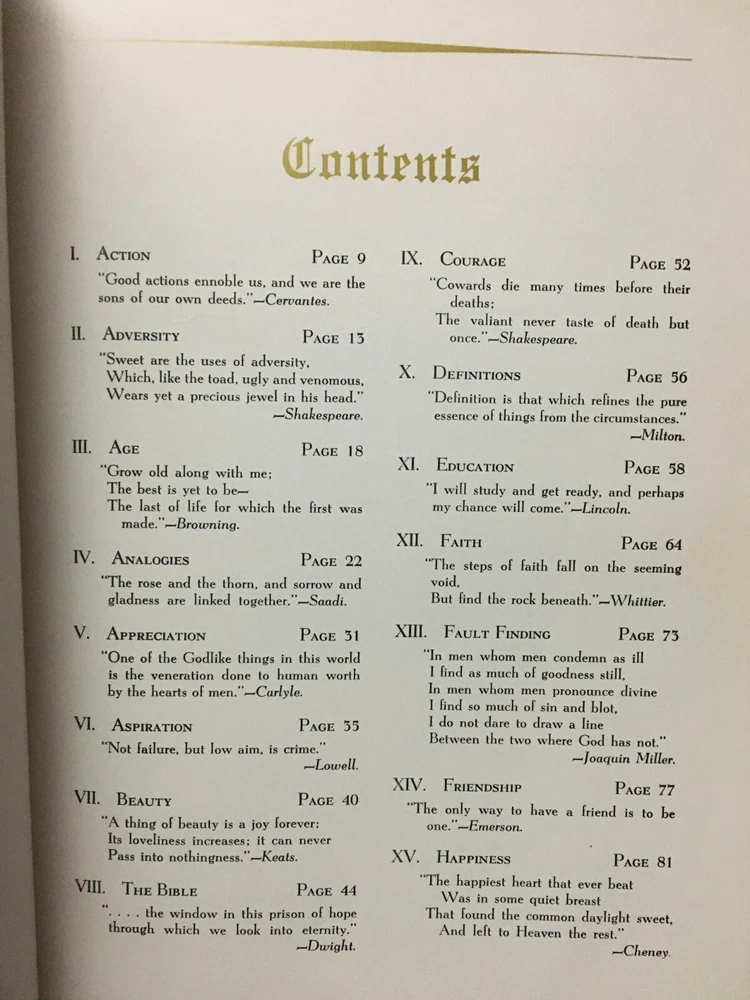 Contents
I. Action Page 9
"Good actions ennoble us, and we are the
sons of our own deeds."—Cervantes.
II. Adversity Page 13
"Sweet are the uses of adversity,
Which, like the toad, ugly and venomous,
Wears yet a precious jewel in his head."
—Shakespeare.
III. Age Page 18
"Grow old along with me;
The best is yet to be—
The last of life for which the first was
made."—Browning.
IV. Analogies Page 22
"The rose and the thorn, and sorrow and
gladness are linked together."—Saadi.
V. Appreciation Page 31
"One of the Godlike things in this world
is the veneration done to human worth
by the hearts of men."—Carlyle.
VI. Aspiration Page 35
"Not failure, but low aim, is crime."
—Lowell.
VII. Beauty Page 40
"A thing of beauty is a joy forever;
Its loveliness increases; it can never
Pass into nothingness."—Keats.
VIII. The Bible Page 44
". . . . the window in this prison of hope
through which we look into eternity."
—Dwight.
IX. Courage Page 52
"Cowards die many times before their
deaths;
The valiant never taste of death but
once."—Shakespeare.
X. Definitions Page 56
"Definition is that which refines the pure
essence of things from the circumstances."
—Milton.
XI. Education Page 58
"I will study and get ready, and perhaps
my chance will come."—Lincoln.
XII. Faith Page 64
"The steps of faith fall on the seeming
void,
But find the rock beneath."—Whittier.
XIII. Fault Finding Page 73
"In men whom men condemn as ill
I find as much of goodness still,
In men whom men pronounce divine
I find so much of sin and blot,
I do not dare to draw a line
Between the two where God has not."
—Joaquin Miller.
XIV. Friendship Page 77
"The only way to have a friend is to be
one."—Emerson.
XV. Happiness Page 81
"The happiest heart that ever beat
Was in some quiet breast
That found the common daylight sweet,
And left to Heaven the rest."
—Cheney.